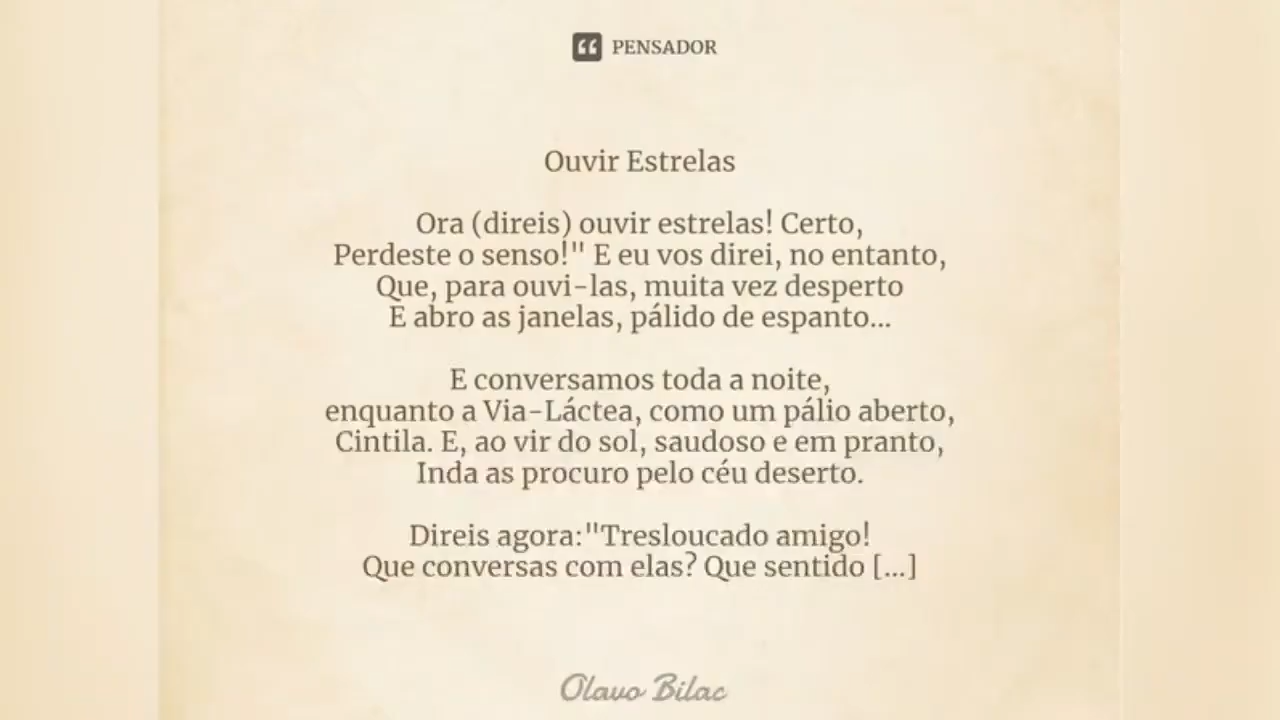 PENSADOR
Ouvir Estrelas
Ora (direis) ouvir estrelas! Certo,
Perdeste o senso!" E eu vos direi, no entanto,
Que, para ouvi-las, muita vez desperto
E abro as janelas, pálido de espanto...
E conversamos toda a noite,
enquanto a Via-Láctea, como um pálio aberto,
Cintila. E, ao vir do sol, saudoso e em pranto,
Inda as procuro pelo céu deserto.
Direis agora:"Tresloucado amigo!
Que conversas com elas? Que sentido [...]
Olavo Bilac